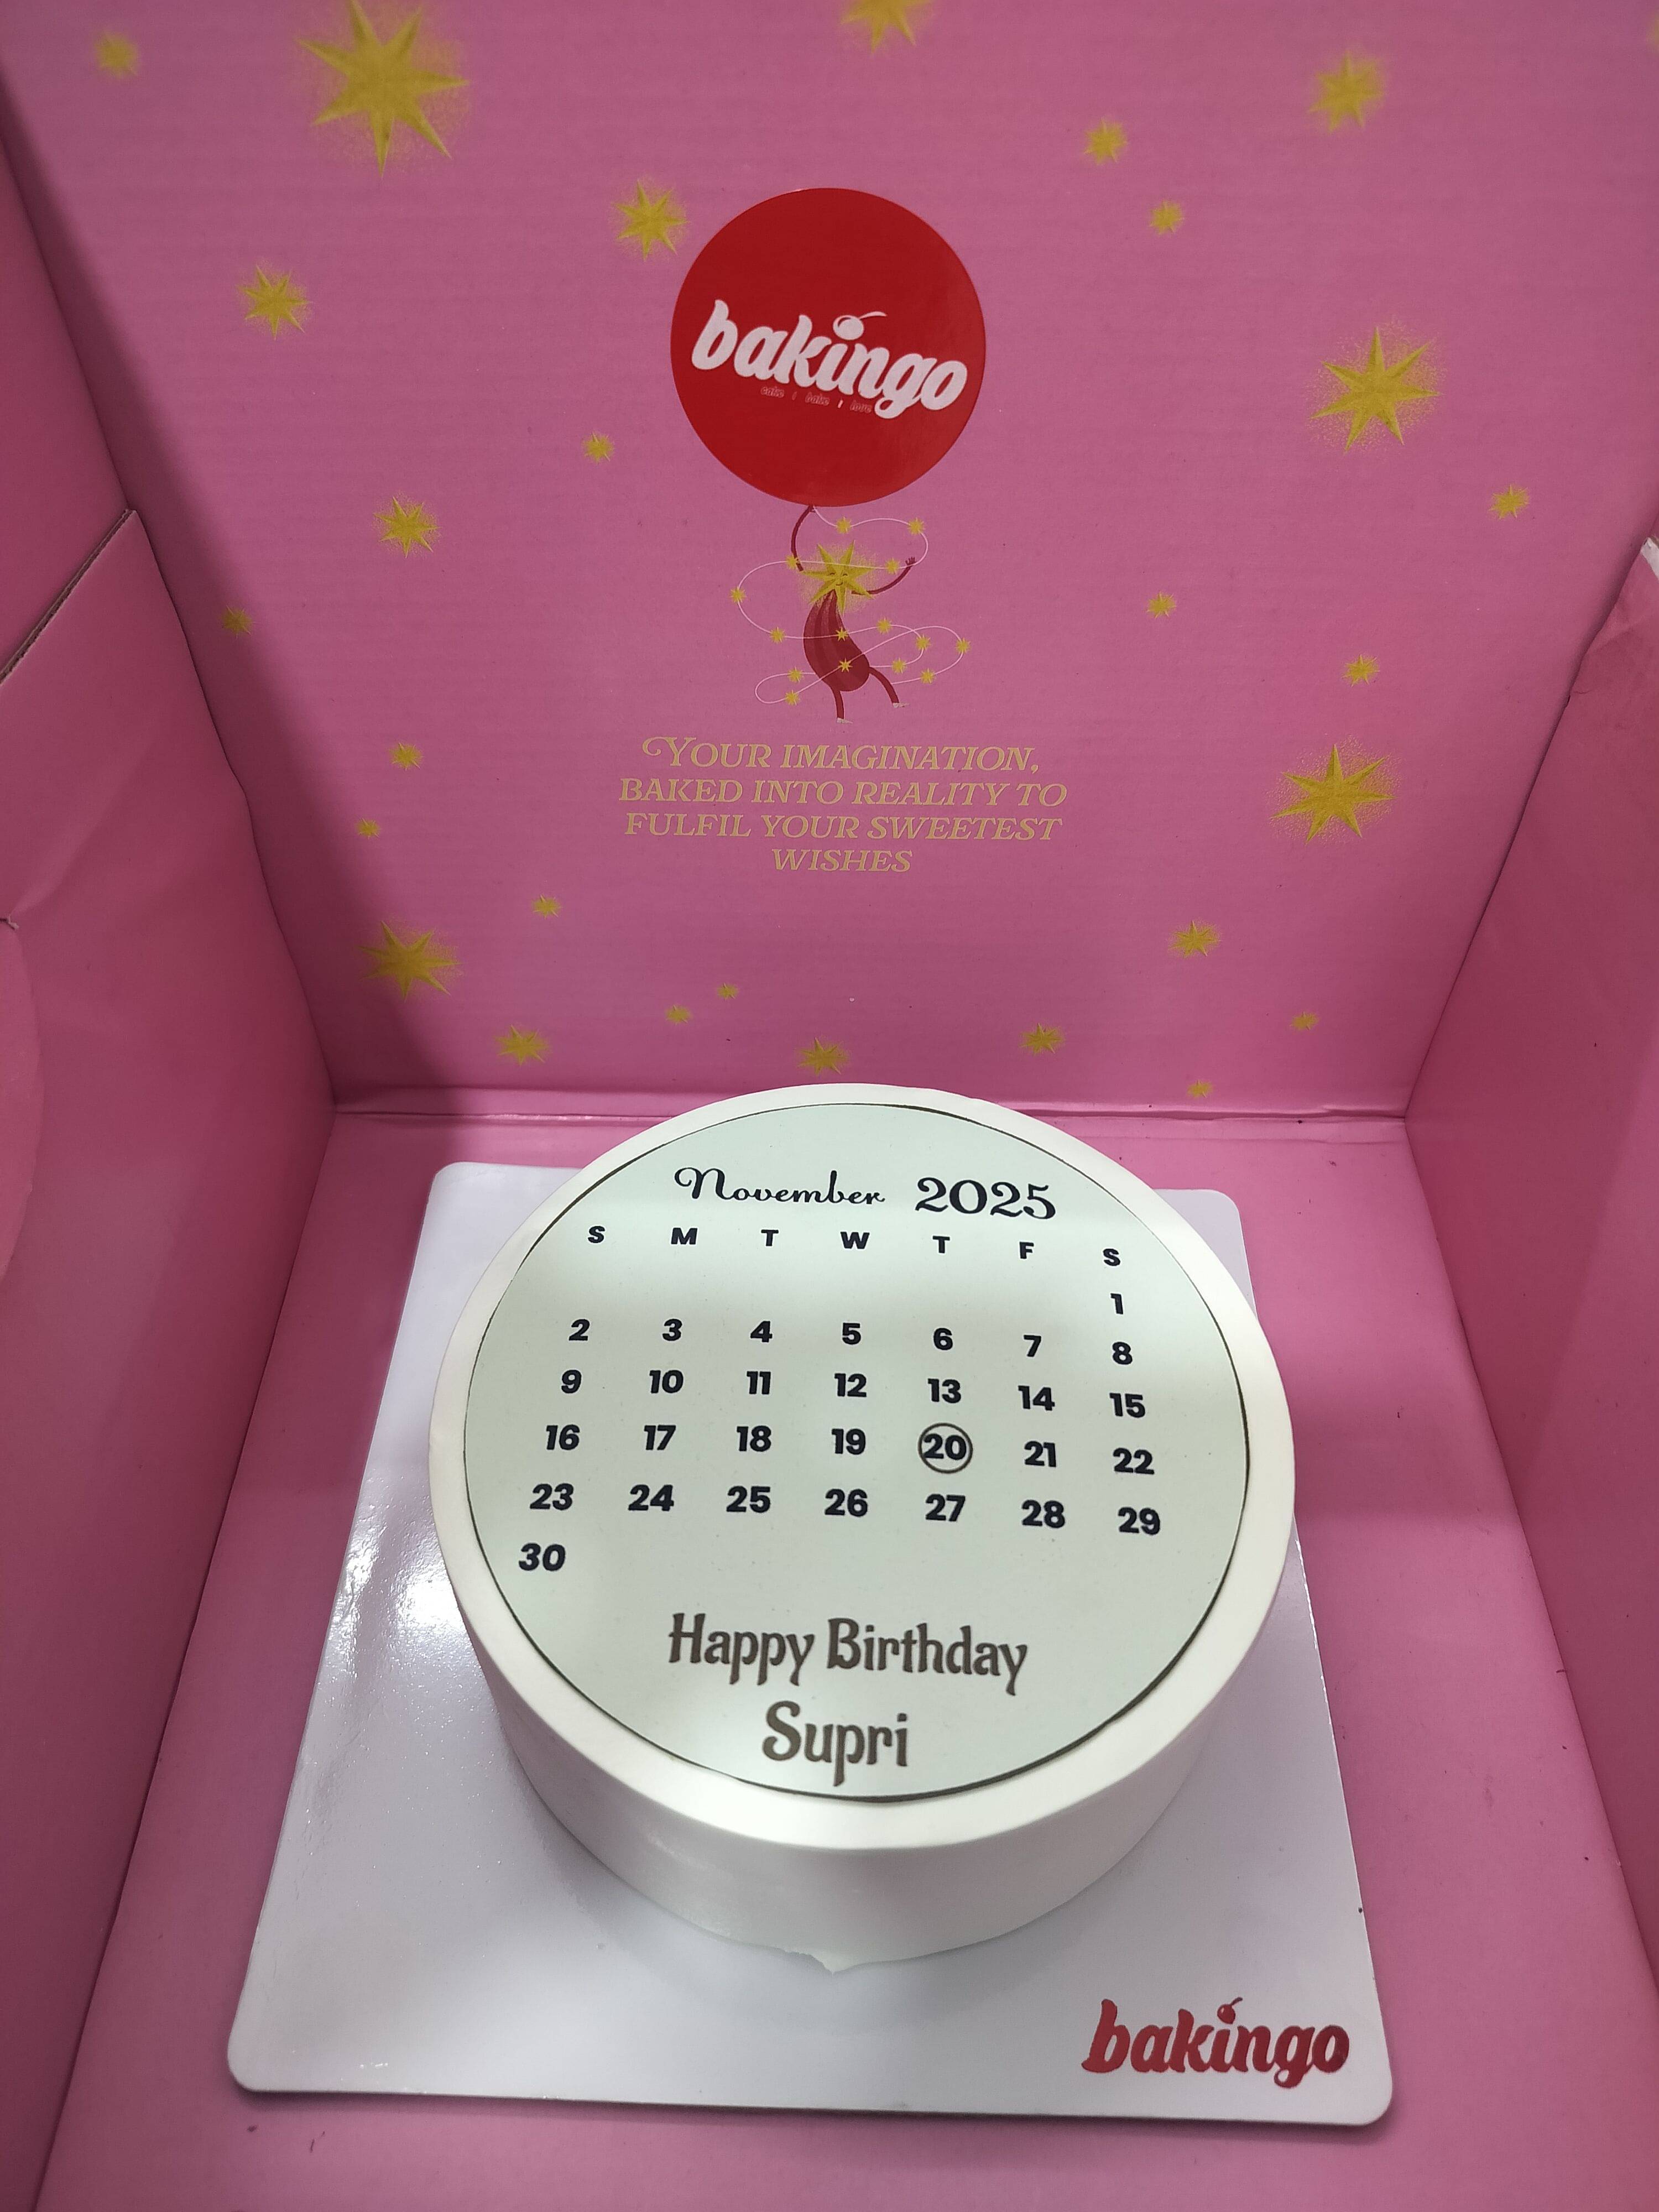 bakingo
cake | bake | love
YOUR IMAGINATION,
BAKED INTO REALITY TO
FULFIL YOUR SWEETEST
WISHES
November 2025
S M T W T F S
1
2 3 4 5 6 7 8
9 10 11 12 13 14 15
16 17 18 19 20 21 22
23 24 25 26 27 28 29
30
Happy Birthday
Supri
bakingo